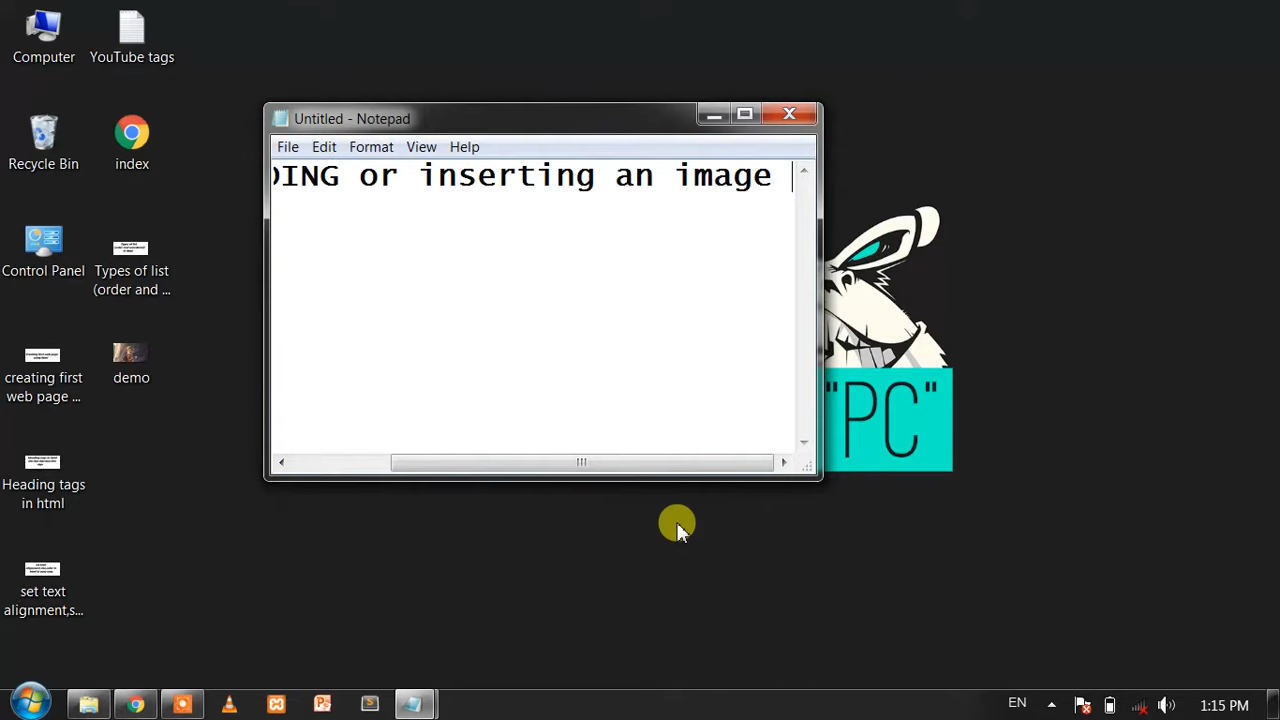 Computer
YouTube tags
Recycle Bin
index
Control Panel
Types of list
(order and ...
creating first
web page ...
demo
Heading tags
in html
set text
alignment,s...
Untitled - Notepad
File Edit Format View Help
DING or inserting an image
"PC"
EN
1:15 PM